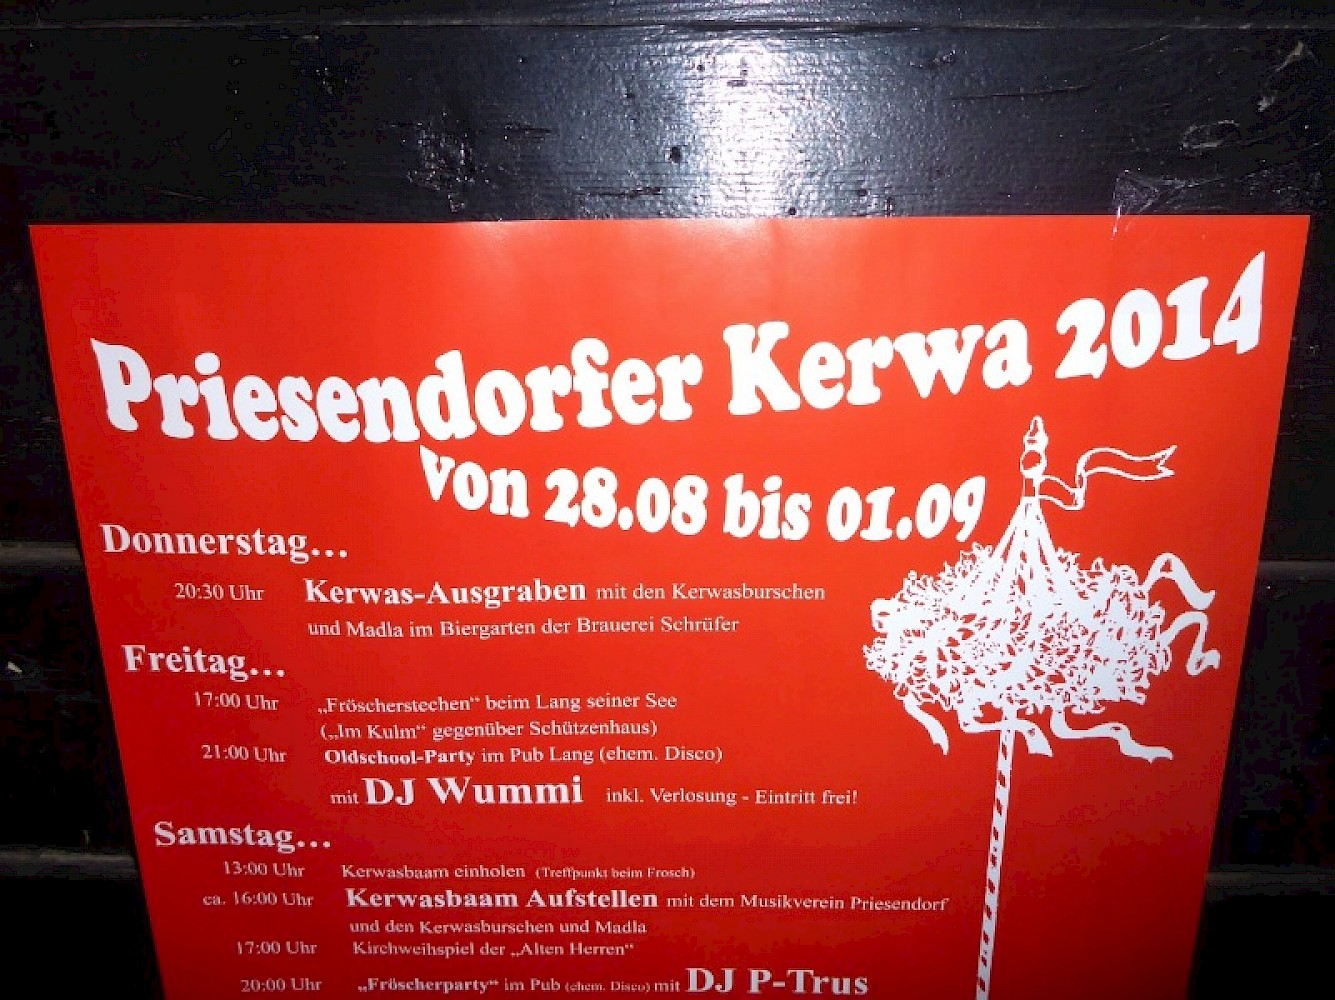 Priesendorfer Kerwa 2014
von 28.08 bis 01.09
Donnerstag...
20:30 Uhr Kerwas-Ausgraben mit den Kerwasburschen
und Madla im Biergarten der Brauerei Schrüfer
Freitag...
17:00 Uhr „Fröscherstechen“ beim Lang seiner See
(„Im Kulm“ gegenüber Schützenhaus)
21:00 Uhr Oldschool-Party im Pub Lang (ehem. Disco)
mit DJ Wummi inkl. Verlosung - Eintritt frei!
Samstag...
13:00 Uhr Kerwasbaam einholen (Treffpunkt beim Frosch)
ca. 16:00 Uhr Kerwasbaam Aufstellen mit dem Musikverein Priesendorf
und den Kerwasburschen und Madla
17:00 Uhr Kirchweihspiel der „Alten Herren“
20:00 Uhr „Fröscherparty“ im Pub (ehem. Disco) mit DJ P-Trus